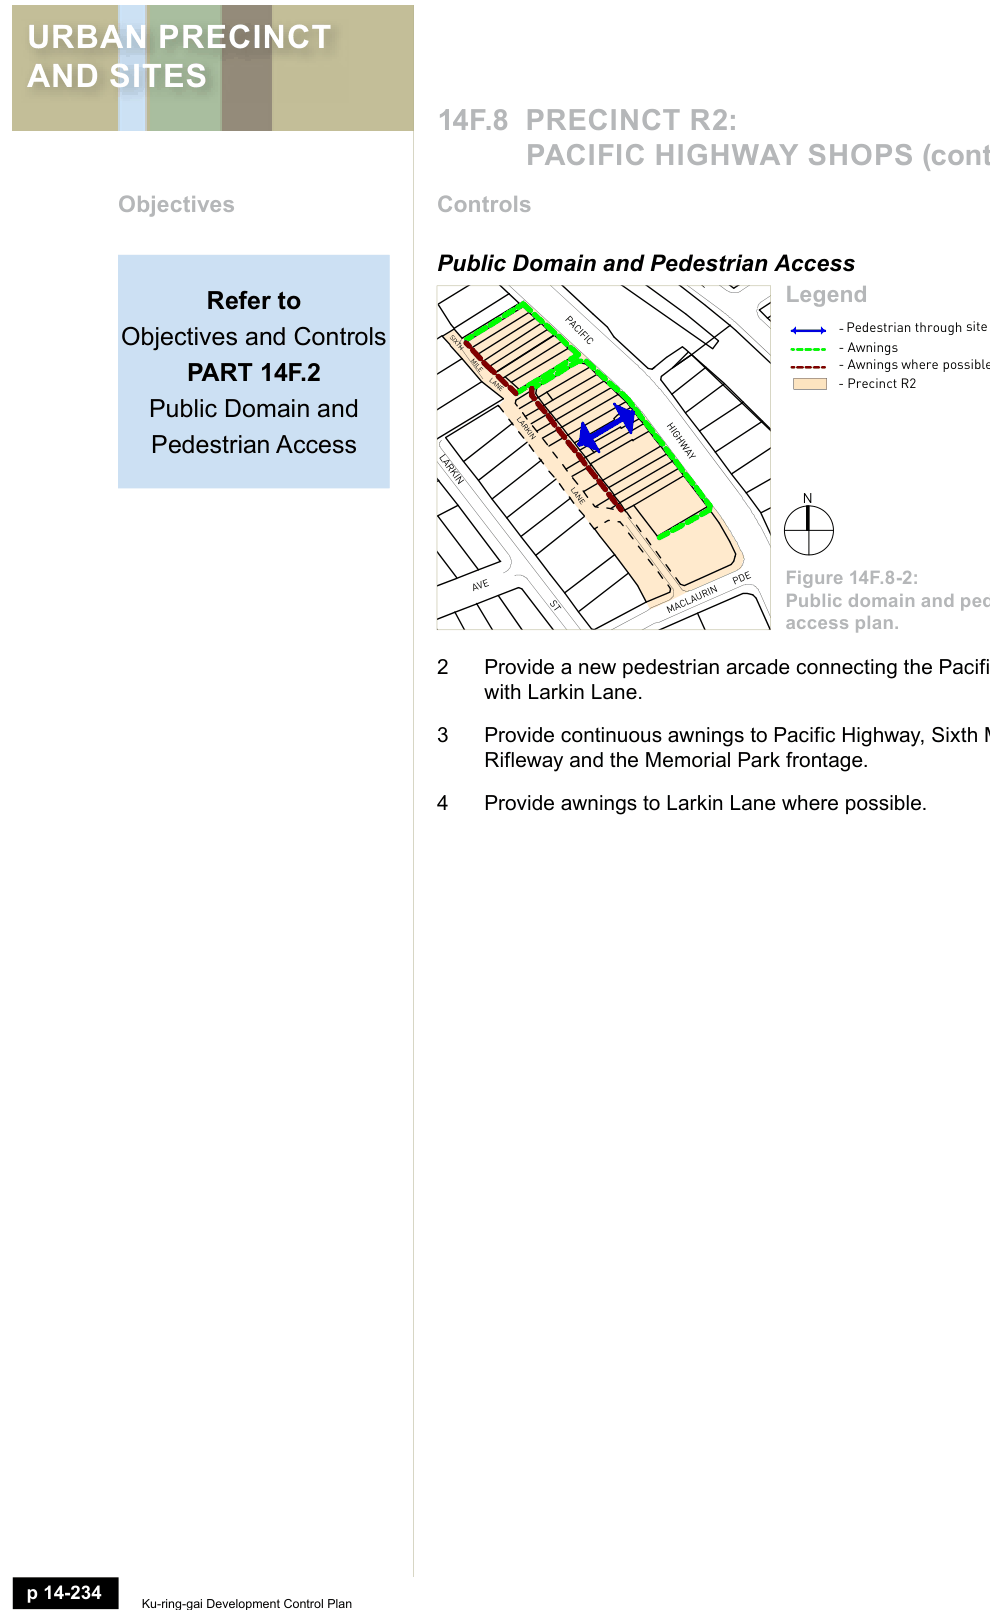 URBAN PRECINCT
AND SITES
14F.8 PRECINCT R2:
PACIFIC HIGHWAY SHOPS (cont
Objectives
Controls
Refer to
Objectives and Controls
PART 14F.2
Public Domain and
Pedestrian Access
Public Domain and Pedestrian Access
PACIFIC
HIGHWAY
SIXTH
MILE
LANE
LARKIN
LANE
LARKIN
ST
AVE
MACLAURIN
PDE
Legend
- Pedestrian through site
- Awnings
- Awnings where possible
- Precinct R2
N
Figure 14F.8-2:
Public domain and ped
access plan.
2 Provide a new pedestrian arcade connecting the Pacifi
with Larkin Lane.
3 Provide continuous awnings to Pacific Highway, Sixth M
Rifleway and the Memorial Park frontage.
4 Provide awnings to Larkin Lane where possible.
p 14-234
Ku-ring-gai Development Control Plan